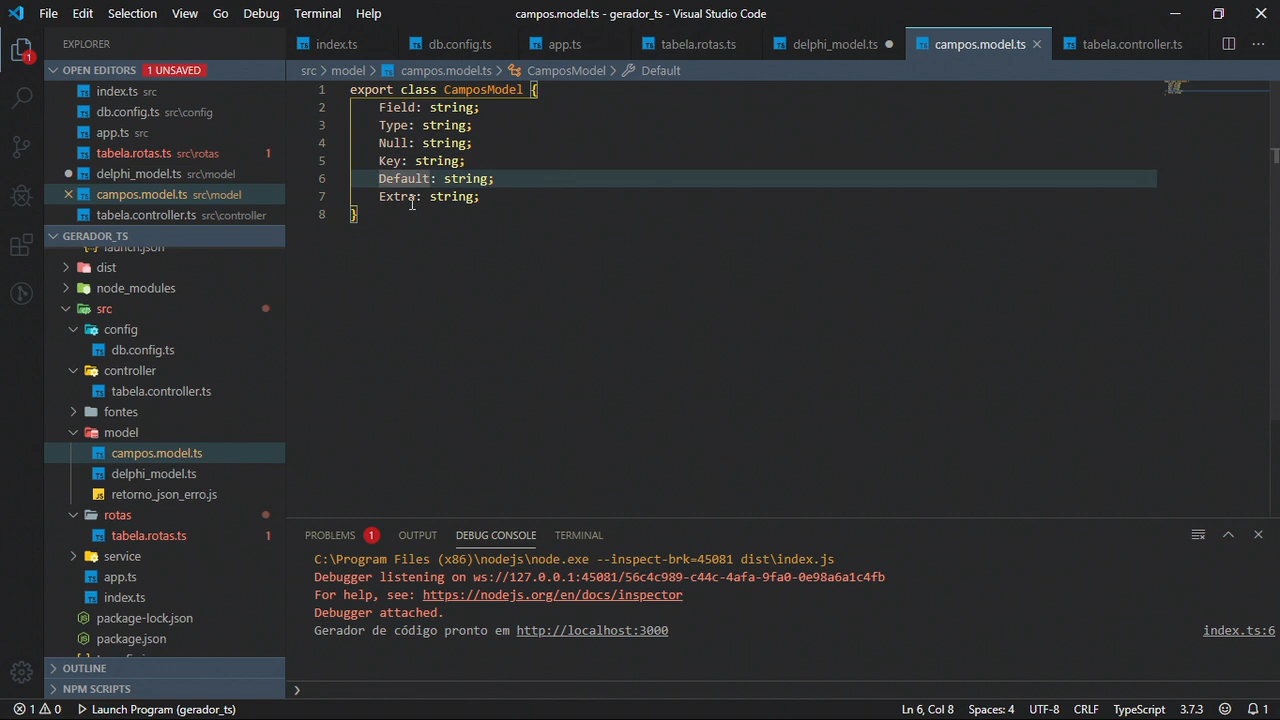 File Edit Selection View Go Debug Terminal Help campos.model.ts - gerador_ts - Visual Studio Code
EXPLORER
index.ts db.config.ts app.ts tabela.rotas.ts delphi_model.ts campos.model.ts tabela.controller.ts
1
OPEN EDITORS 1 UNSAVED
index.ts src
db.config.ts src\config
app.ts src
tabela.rotas.ts src\rotas 1
delphi_model.ts src\model
campos.model.ts src\model
tabela.controller.ts src\controller
GERADOR_TS
launch.json
dist
node_modules
src
config
db.config.ts
controller
tabela.controller.ts
fontes
model
campos.model.ts
delphi_model.ts
retorno_json_erro.js
rotas
tabela.rotas.ts 1
service
app.ts
index.ts
package-lock.json
package.json
OUTLINE
NPM SCRIPTS
src > model > campos.model.ts > CamposModel > Default
1 export class CamposModel {
2 Field: string;
3 Type: string;
4 Null: string;
5 Key: string;
6 Default: string;
7 Extra: string;
8 }
PROBLEMS 1 OUTPUT DEBUG CONSOLE TERMINAL
C:\Program Files (x86)\nodejs\node.exe --inspect-brk=45081 dist\index.js
Debugger listening on ws://127.0.0.1:45081/56c4c989-c44c-4afa-9fa0-0e98a6a1c4fb
For help, see: https://nodejs.org/en/docs/inspector
Debugger attached.
Gerador de código pronto em http://localhost:3000 index.ts:6
1 0 Launch Program (gerador_ts) Ln 6, Col 8 Spaces: 4 UTF-8 CRLF TypeScript 3.7.3 1